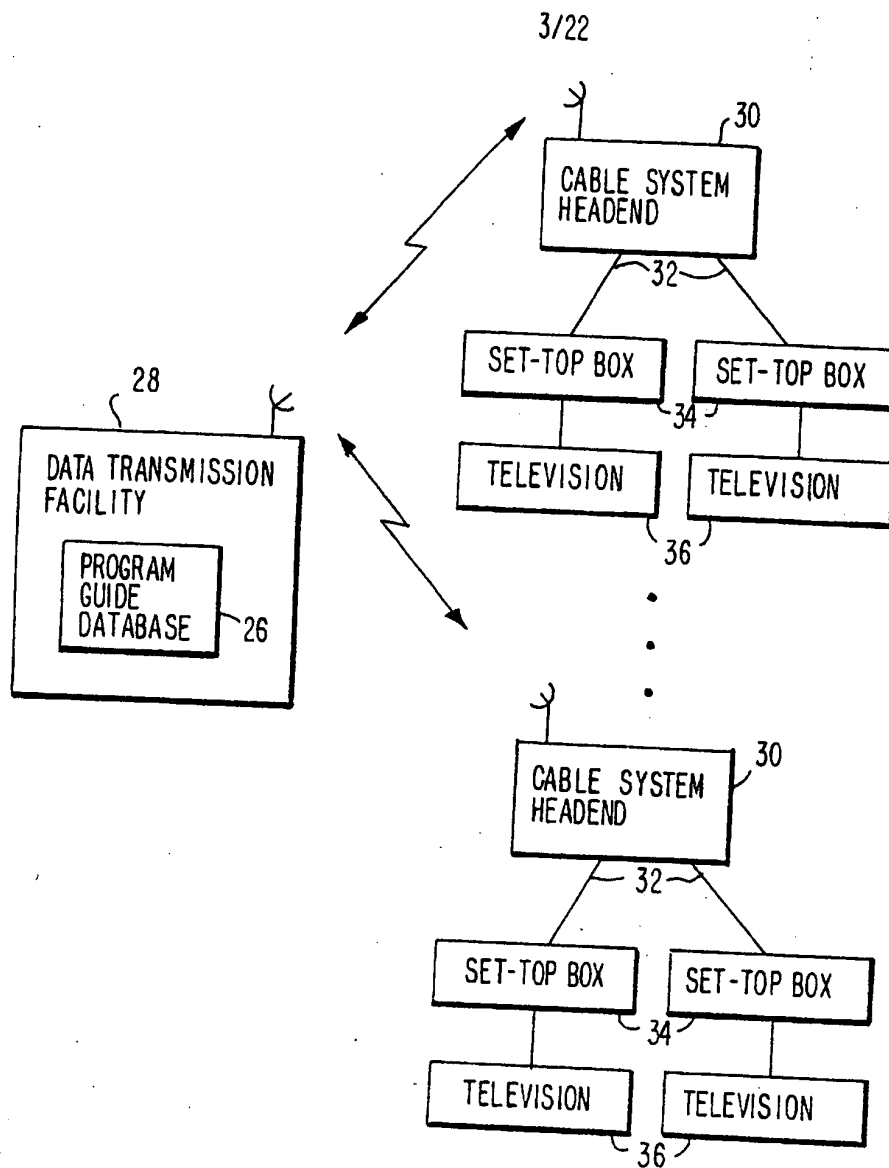 3/22
30
CABLE SYSTEM
HEADEND
32
SET-TOP BOX
SET-TOP BOX
34
TELEVISION
TELEVISION
36
28
DATA TRANSMISSION
FACILITY
PROGRAM
GUIDE
DATABASE
26
30
CABLE SYSTEM
HEADEND
32
SET-TOP BOX
SET-TOP BOX
34
TELEVISION
TELEVISION
36